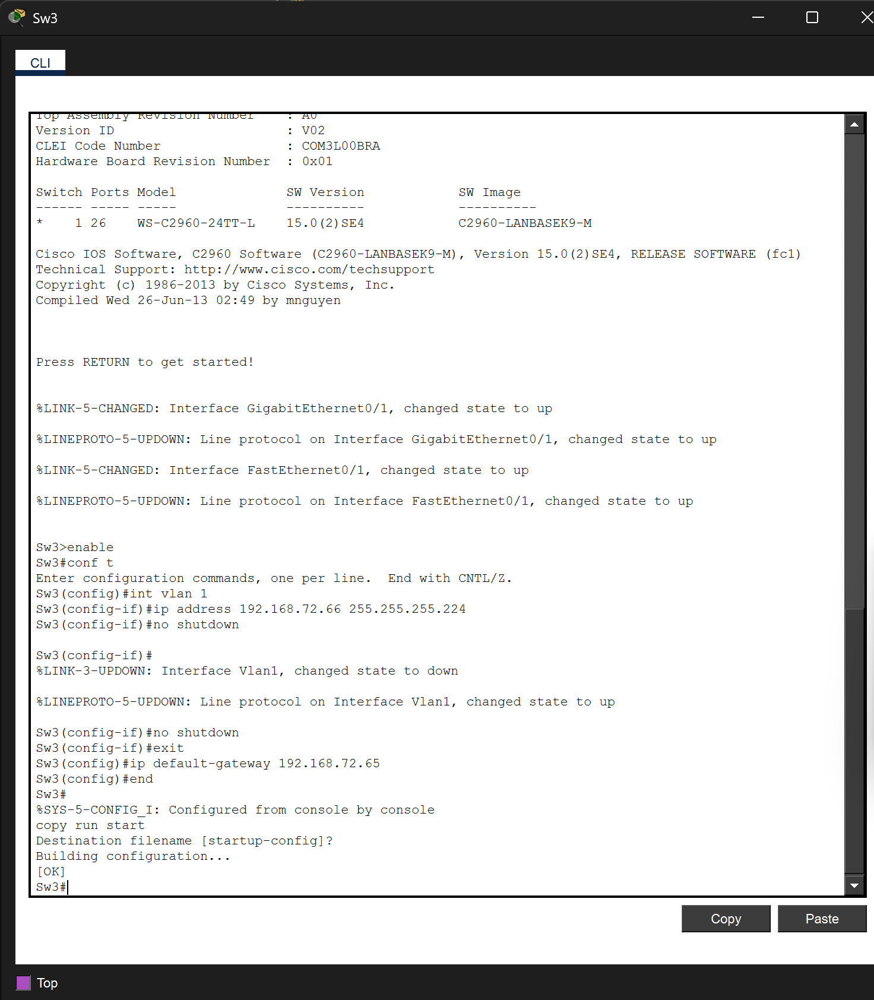 Sw3
CLI
Top Assembly Revision Number    : A0
Version ID                      : V02
CLEI Code Number                : COM3L00BRA
Hardware Board Revision Number  : 0x01
Switch Ports Model              SW Version            SW Image
------ ----- -----              ----------            ----------
*    1 26    WS-C2960-24TT-L    15.0(2)SE4            C2960-LANBASEK9-M
Cisco IOS Software, C2960 Software (C2960-LANBASEK9-M), Version 15.0(2)SE4, RELEASE SOFTWARE (fc1)
Technical Support: http://www.cisco.com/techsupport
Copyright (c) 1986-2013 by Cisco Systems, Inc.
Compiled Wed 26-Jun-13 02:49 by mnguyen
Press RETURN to get started!
%LINK-5-CHANGED: Interface GigabitEthernet0/1, changed state to up
%LINEPROTO-5-UPDOWN: Line protocol on Interface GigabitEthernet0/1, changed state to up
%LINK-5-CHANGED: Interface FastEthernet0/1, changed state to up
%LINEPROTO-5-UPDOWN: Line protocol on Interface FastEthernet0/1, changed state to up
Sw3>enable
Sw3#conf t
Enter configuration commands, one per line.  End with CNTL/Z.
Sw3(config)#int vlan 1
Sw3(config-if)#ip address 192.168.72.66 255.255.255.224
Sw3(config-if)#no shutdown
Sw3(config-if)#
%LINK-3-UPDOWN: Interface Vlan1, changed state to down
%LINEPROTO-5-UPDOWN: Line protocol on Interface Vlan1, changed state to up
Sw3(config-if)#no shutdown
Sw3(config-if)#exit
Sw3(config)#ip default-gateway 192.168.72.65
Sw3(config)#end
Sw3#
%SYS-5-CONFIG_I: Configured from console by console
copy run start
Destination filename [startup-config]?
Building configuration...
[OK]
Sw3#
Copy
Paste
Top